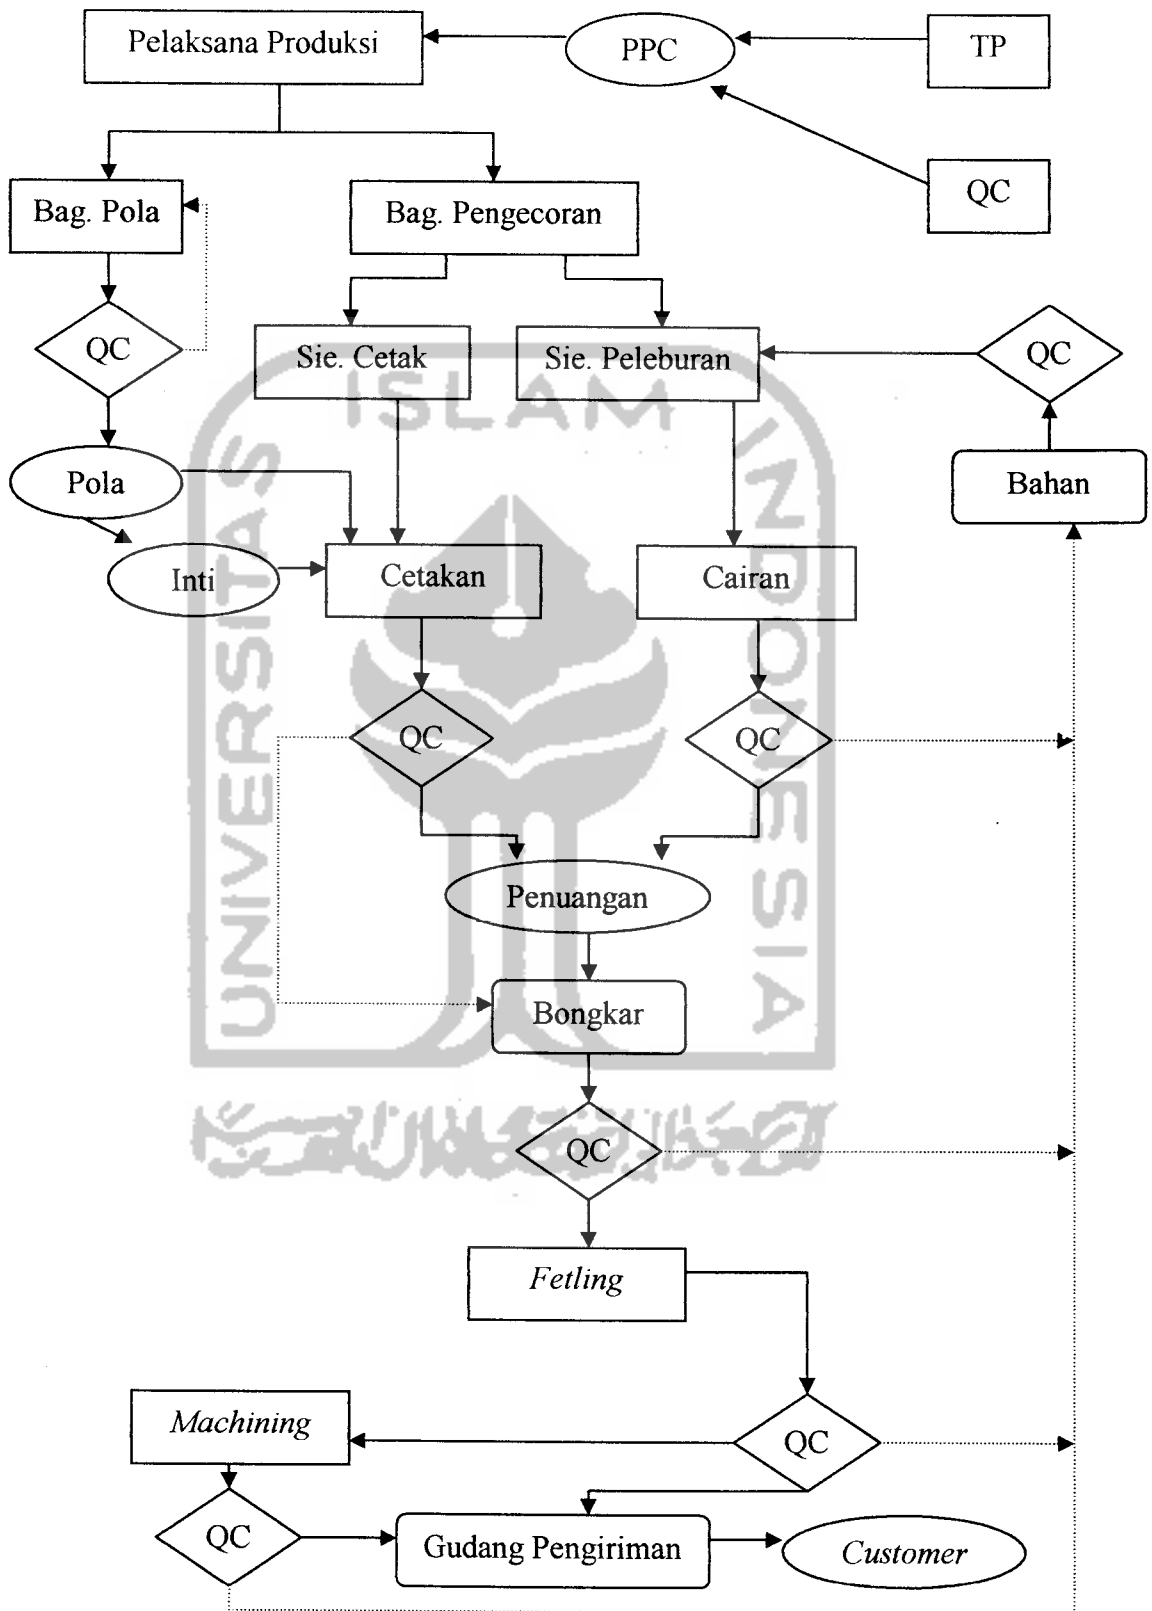 Pelaksana Produksi
PPC
TP
QC
Bag. Pola
Bag. Pengecoran
QC
Sie. Cetak
Sie. Peleburan
QC
Pola
Bahan
Inti
Cetakan
Cairan
QC
QC
Penuangan
Bongkar
QC
Fetling
Machining
QC
QC
Gudang Pengiriman
Customer
UNIVERSITAS
ISLAM
INDONESIA